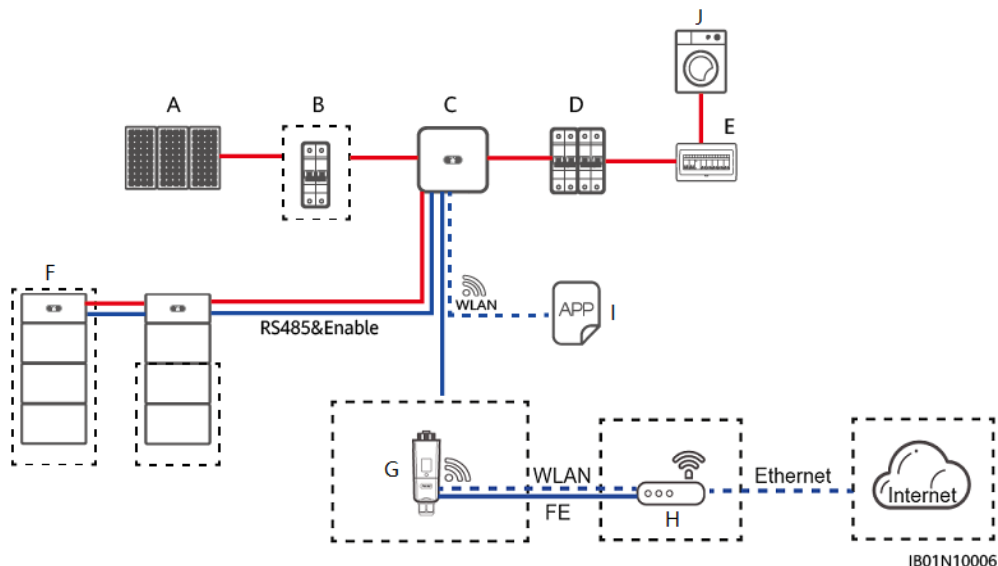 J
A
B
C
D
E
F
WLAN
APP
I
RS485&Enable
G
WLAN
FE
H
Ethernet
Internet
IB01N10006